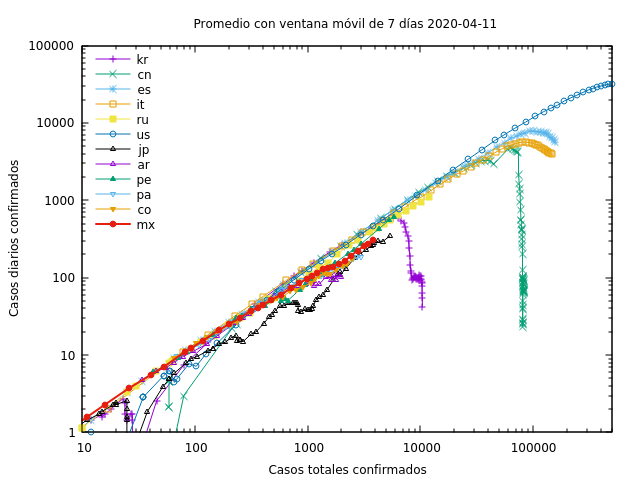 Promedio con ventana móvil de 7 días 2020-04-11
100000
10000
1000
100
10
1
Casos diarios confirmados
kr
cn
es
it
ru
us
jp
ar
pe
pa
co
mx
10
100
1000
10000
100000
Casos totales confirmados